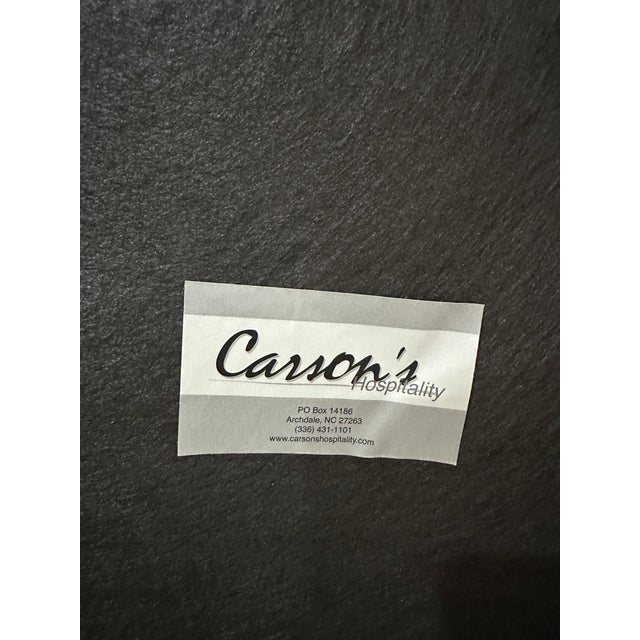 Carson's
Hospitality
PO Box 14186
Archdale, NC 27263
(336) 431-1101
www.carsonshospitality.com